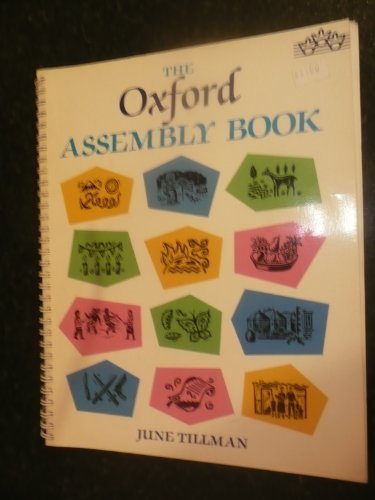 THE
Oxford
ASSEMBLY BOOK
JUNE TILLMAN